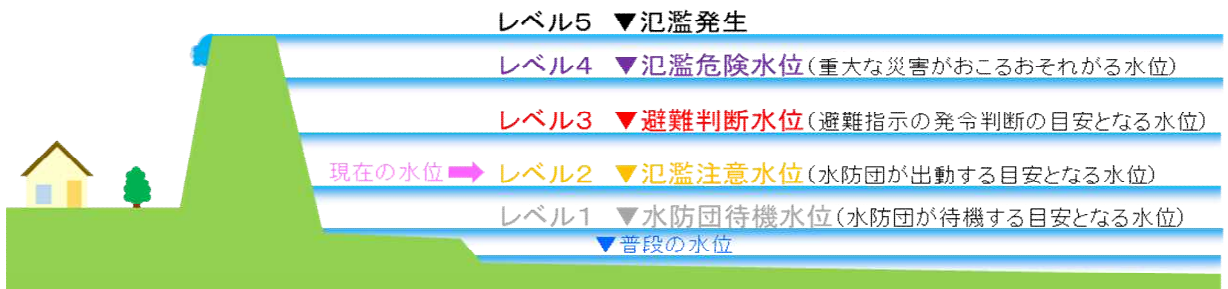 レベル5 ▼氾濫発生
レベル4 ▼氾濫危険水位(重大な災害がおこるおそれがる水位)
レベル3 ▼避難判断水位(避難指示の発令判断の目安となる水位)
現在の水位 レベル2 ▼氾濫注意水位(水防団が出動する目安となる水位)
レベル1 ▼水防団待機水位(水防団が待機する目安となる水位)
▼普段の水位